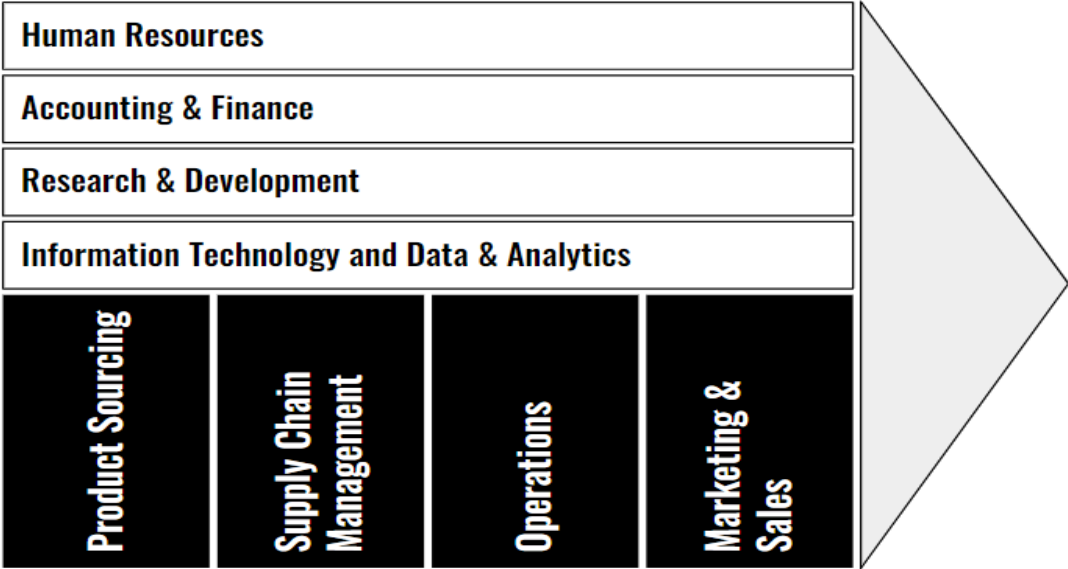 Human Resources
Accounting & Finance
Research & Development
Information Technology and Data & Analytics
Product Sourcing
Supply Chain
Management
Operations
Marketing &
Sales